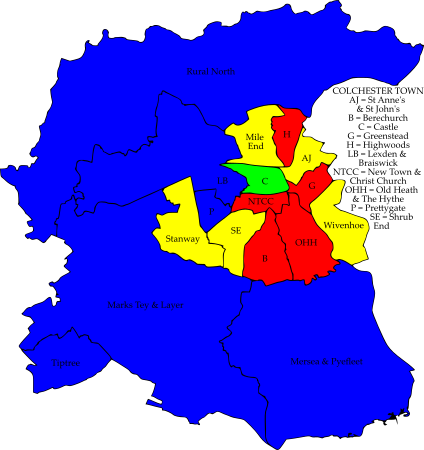 Rural North
COLCHESTER TOWN
AJ = St Anne's
& St John's
B = Berechurch
C = Castle
G = Greenstead
H = Highwoods
LB = Lexden &
Braiswick
NTCC = New Town &
Christ Church
OHH = Old Heath
& The Hythe
P = Prettygate
SE = Shrub
End
Mile
End
H
AJ
LB
C
G
P
NTCC
Stanway
SE
Wivenhoe
B
OHH
Marks Tey & Layer
Tiptree
Mersea & Pyefleet